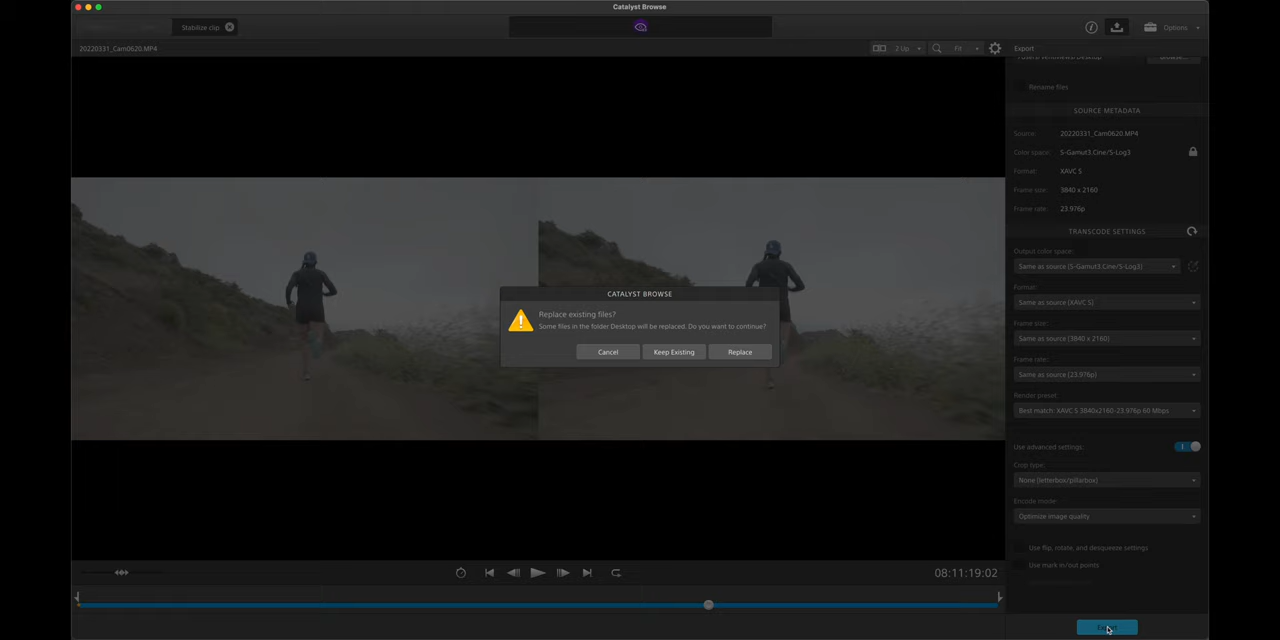 Catalyst Browse
Stabilize clip
Options
20220331_Cam0620.MP4
2 Up
Fit
Export
Browse...
Rename files
SOURCE METADATA
Source: 20220331_Cam0620.MP4
Color space: S-Gamut3.Cine/S-Log3
Format: XAVC S
Frame size: 3840 x 2160
Frame rate: 23.976p
TRANSCODE SETTINGS
Output color space:
Same as source (S-Gamut3.Cine/S-Log3)
Format:
Same as source (XAVC S)
Frame size:
Same as source (3840 x 2160)
Frame rate:
Same as source (23.976p)
Render preset:
Best match: XAVC S 3840x2160-23.976p 60 Mbps
Use advanced settings:
Crop type:
None (letterbox/pillarbox)
Encode mode:
Optimize image quality
Use flip, rotate, and desqueeze settings
Use mark in/out points
CATALYST BROWSE
Replace existing files?
Some files in the folder Desktop will be replaced. Do you want to continue?
Cancel
Keep Existing
Replace
08:11:19:02
Export